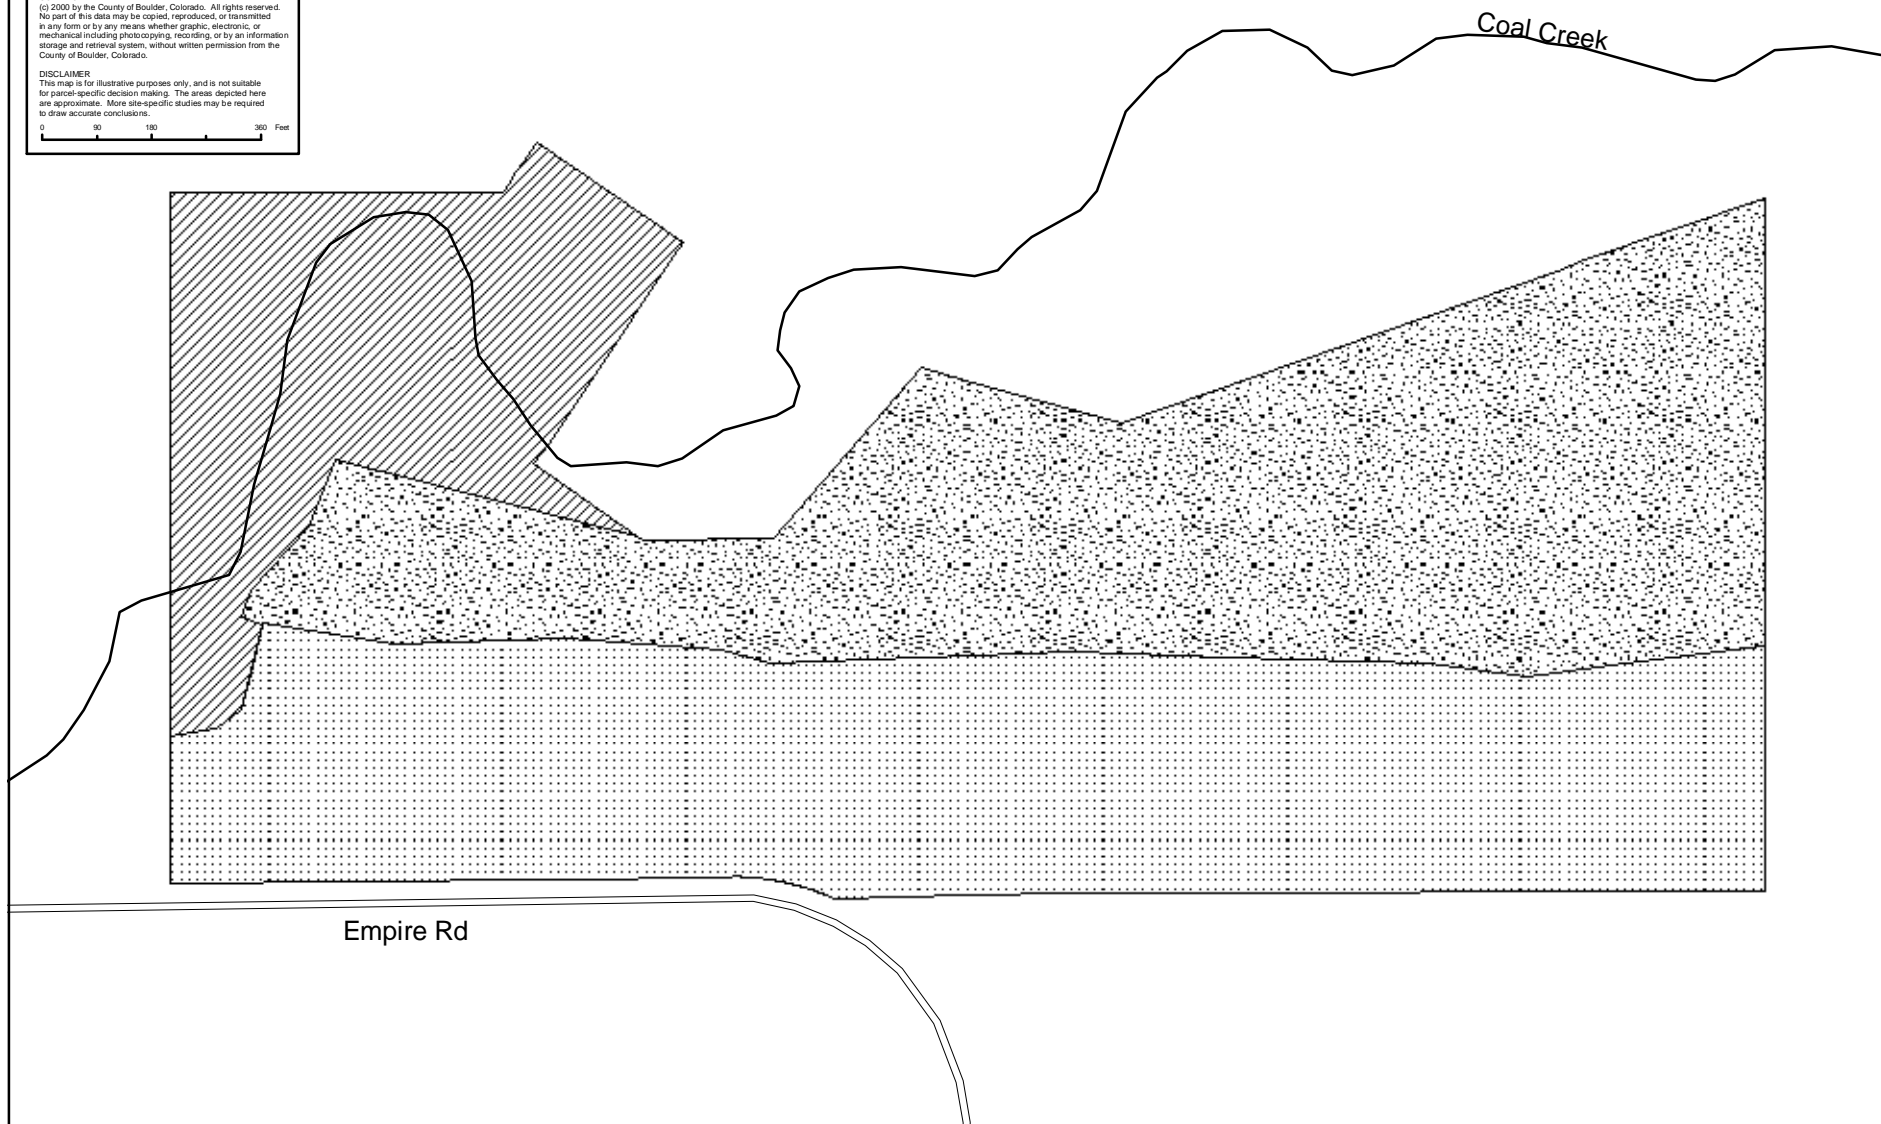 (c) 2000 by the County of Boulder, Colorado.  All rights reserved.
No part of this data may be copied, reproduced, or transmitted
in any form or by any means whether graphic, electronic, or
mechanical including photocopying, recording, or by an information
storage and retrieval system, without written permission from the
County of Boulder, Colorado.
DISCLAIMER
This map is for illustrative purposes only, and is not suitable
for parcel-specific decision making.  The areas depicted here
are approximate.  More site-specific studies may be required
to draw accurate conclusions.
0 90 180 360 Feet
Coal Creek
Empire Rd